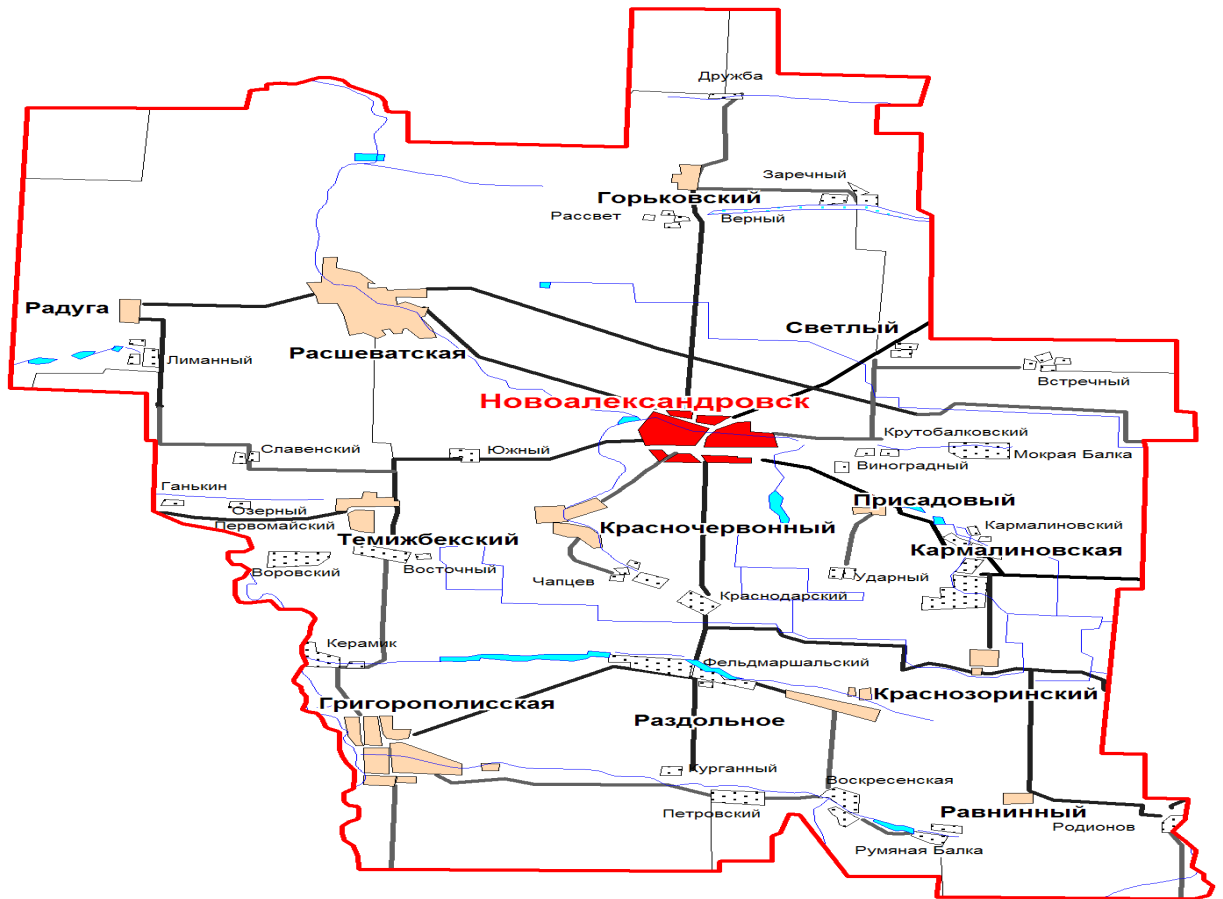 Дружба
Заречный
Горьковский
Рассвет
Верный
Радуга
Светлый
Расшеватская
Лиманный
Встречный
Новоалександровск
Крутобалковский
Славенский
Южный
Мокрая Балка
Виноградный
Ганькин
Присадовый
Озерный
Первомайский
Красночервонный
Кармалиновский
Темижбекский
Кармалиновская
Воровский
Восточный
Чапцев
Ударный
Краснодарский
Керамик
Фельдмаршальский
Краснозоринский
Григорополисская
Раздольное
Курганный
Воскресенская
Петровский
Равнинный
Родионов
Румяная Балка